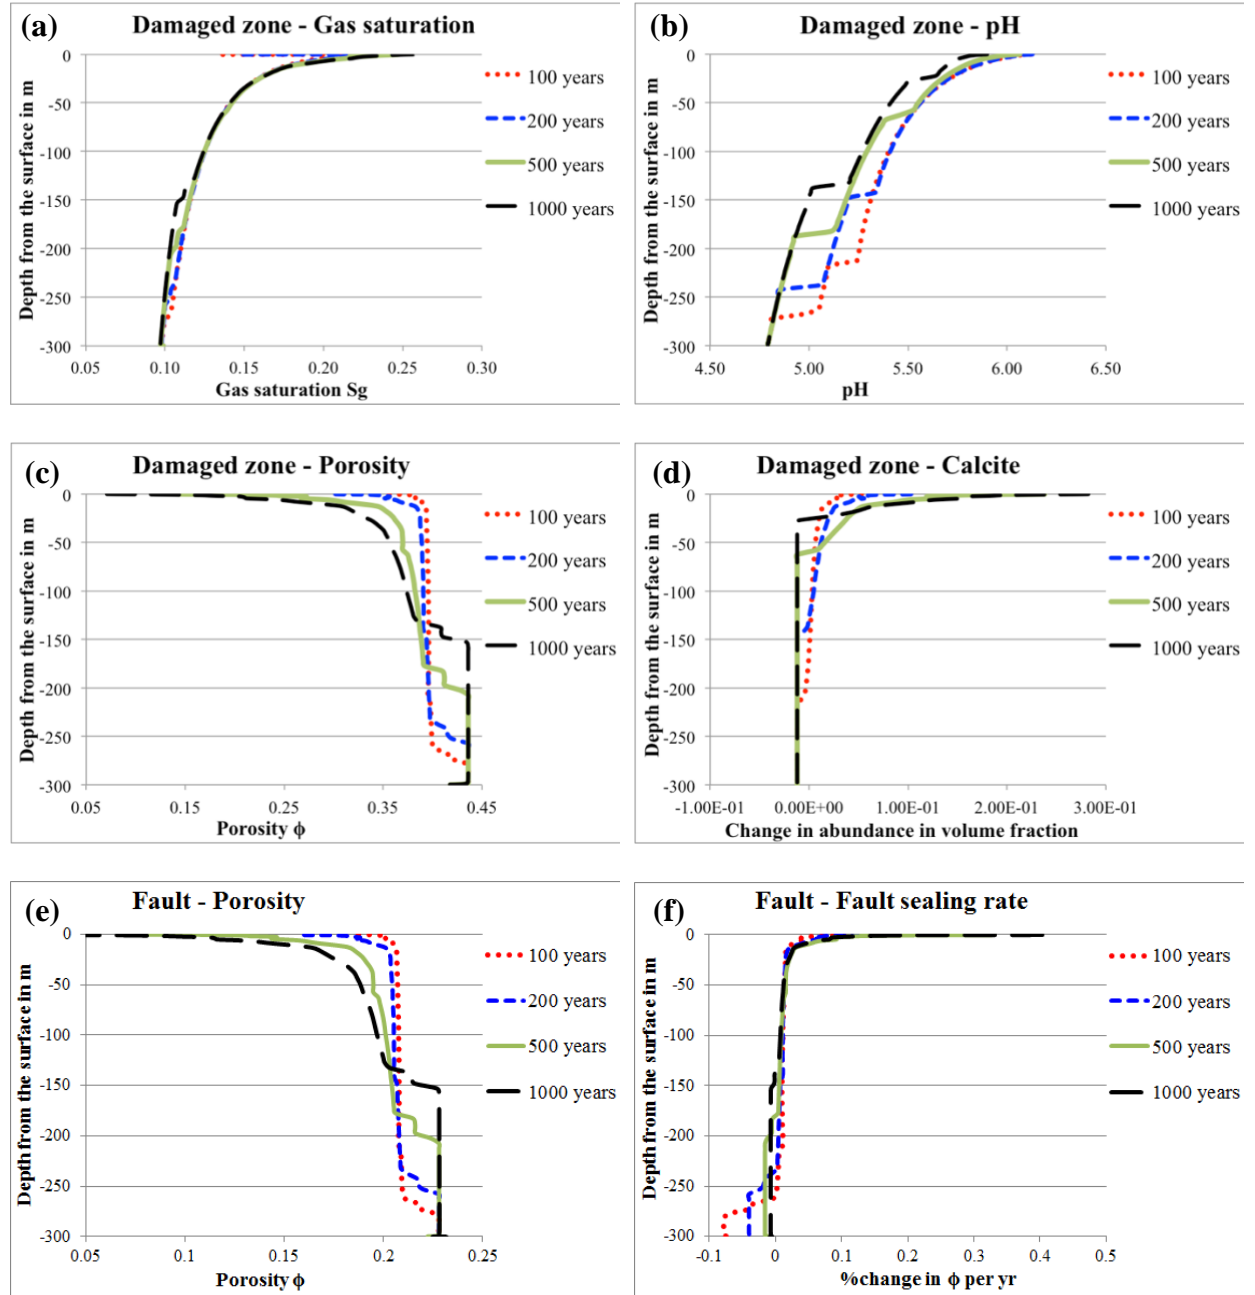 (a) Damaged zone - Gas saturation
0
-50
-100
-150
-200
-250
-300
Depth from the surface in m
0.05 0.10 0.15 0.20 0.25 0.30
Gas saturation Sg
100 years
200 years
500 years
1000 years
(b) Damaged zone - pH
0
-50
-100
-150
-200
-250
-300
Depth from the surface in m
4.50 5.00 5.50 6.00 6.50
pH
100 years
200 years
500 years
1000 years
(c) Damaged zone - Porosity
0
-50
-100
-150
-200
-250
-300
Depth from the surface in m
0.05 0.15 0.25 0.35 0.45
Porosity ϕ
100 years
200 years
500 years
1000 years
(d) Damaged zone - Calcite
0
-50
-100
-150
-200
-250
-300
Depth from the surface in m
-1.00E-01 0.00E+00 1.00E-01 2.00E-01 3.00E-01
Change in abundance in volume fraction
100 years
200 years
500 years
1000 years
(e) Fault - Porosity
0
-50
-100
-150
-200
-250
-300
Depth from the surface in m
0.05 0.1 0.15 0.2 0.25
Porosity ϕ
100 years
200 years
500 years
1000 years
(f) Fault - Fault sealing rate
0
-50
-100
-150
-200
-250
-300
Depth from the surface in m
-0.1 0 0.1 0.2 0.3 0.4 0.5
%change in ϕ per yr
100 years
200 years
500 years
1000 years